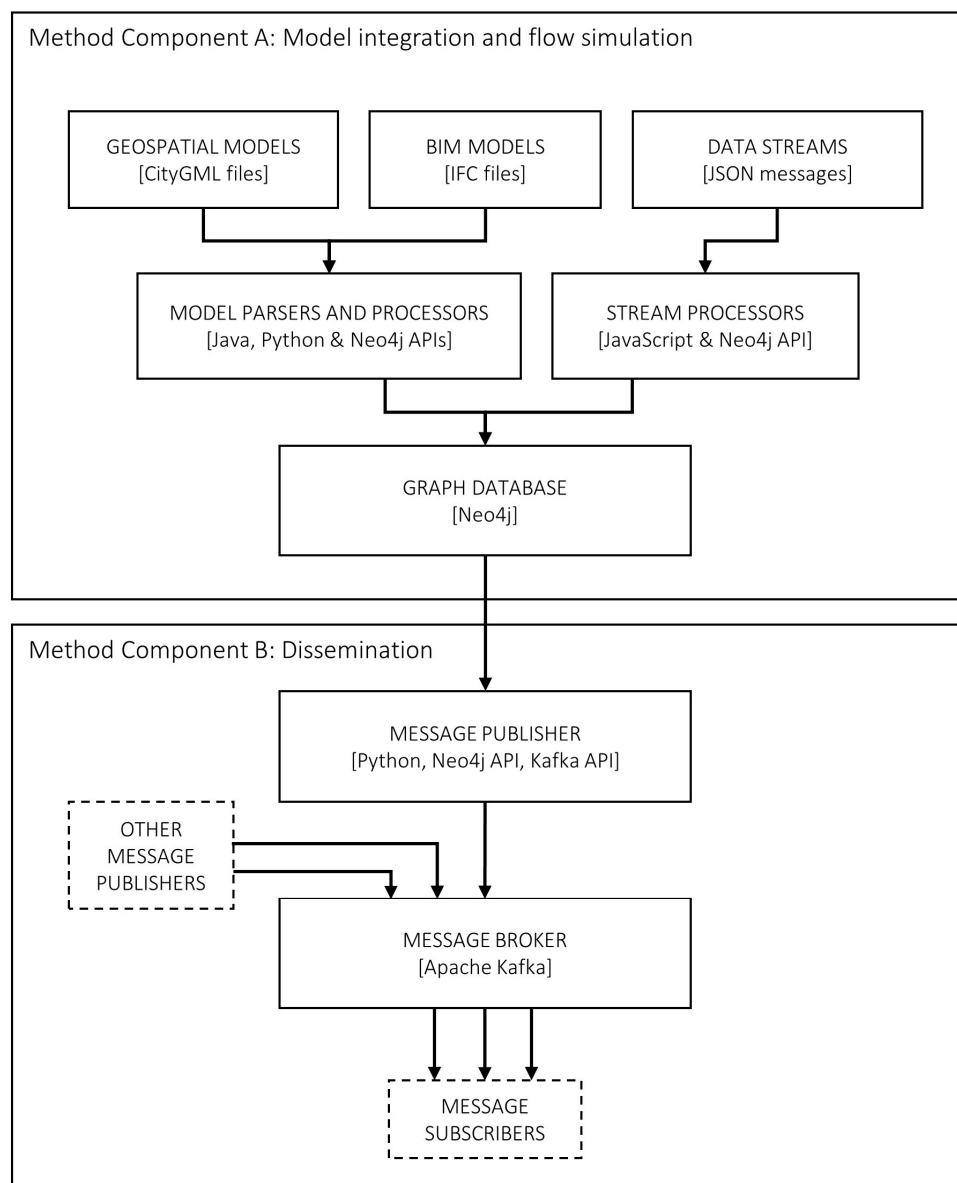 Method Component A: Model integration and flow simulation
GEOSPATIAL MODELS
[CityGML files]
BIM MODELS
[IFC files]
DATA STREAMS
[JSON messages]
MODEL PARSERS AND PROCESSORS
[Java, Python & Neo4j APIs]
STREAM PROCESSORS
[JavaScript & Neo4j API]
GRAPH DATABASE
[Neo4j]
Method Component B: Dissemination
MESSAGE PUBLISHER
[Python, Neo4j API, Kafka API]
OTHER
MESSAGE
PUBLISHERS
MESSAGE BROKER
[Apache Kafka]
MESSAGE
SUBSCRIBERS